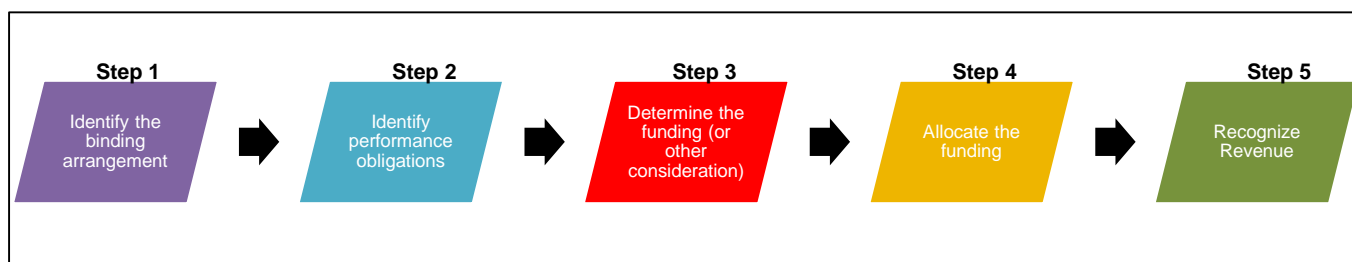 Step 1
Identify the
binding
arrangement
Step 2
Identify
performance
obligations
Step 3
Determine the
funding (or
other
consideration)
Step 4
Allocate the
funding
Step 5
Recognize
Revenue